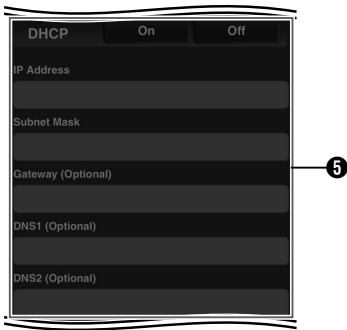 DHCP On Off
IP Address
Subnet Mask
Gateway (Optional)
DNS1 (Optional)
DNS2 (Optional)
5